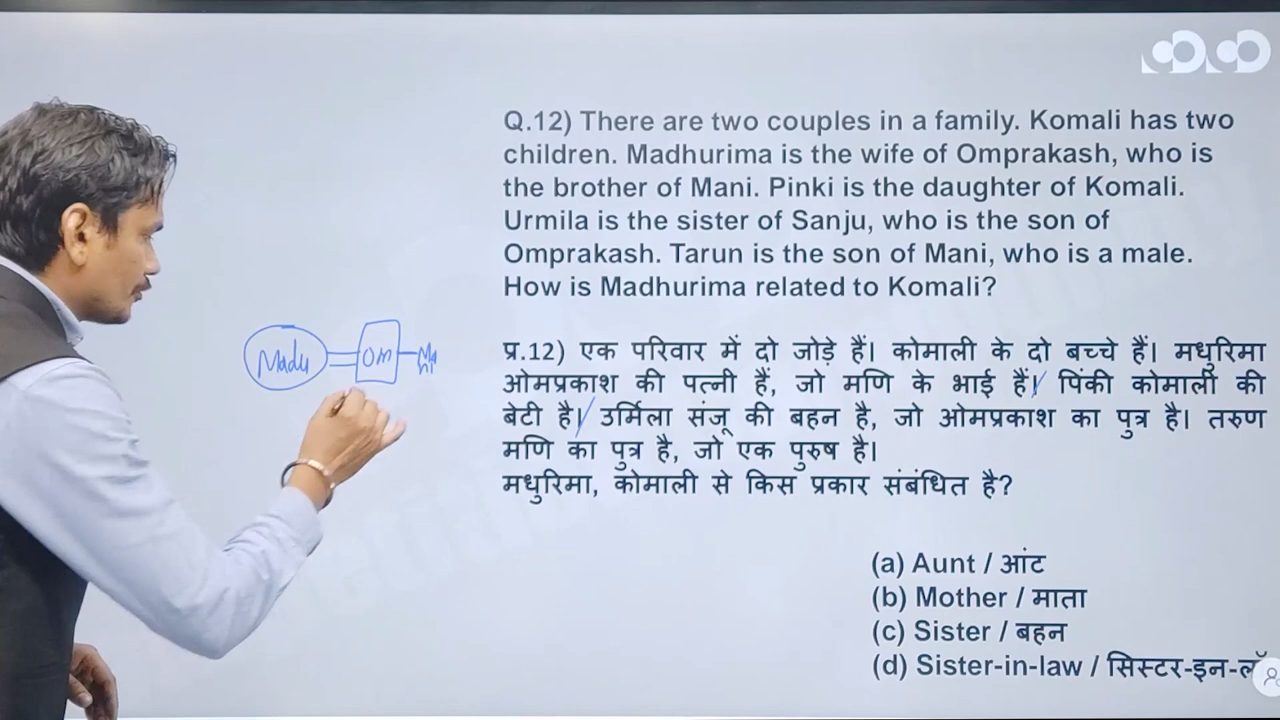 Q.12) There are two couples in a family. Komali has two
children. Madhurima is the wife of Omprakash, who is
the brother of Mani. Pinki is the daughter of Komali.
Urmila is the sister of Sanju, who is the son of
Omprakash. Tarun is the son of Mani, who is a male.
How is Madhurima related to Komali?
Madu
Om
Ma
ni
प्र.12) एक परिवार में दो जोड़े हैं। कोमाली के दो बच्चे हैं। मधुरिमा
ओमप्रकाश की पत्नी हैं, जो मणि के भाई हैं। पिंकी कोमाली की
बेटी है। उर्मिला संजू की बहन है, जो ओमप्रकाश का पुत्र है। तरुण
मणि का पुत्र है, जो एक पुरुष है।
मधुरिमा, कोमाली से किस प्रकार संबंधित है?
(a) Aunt / आंट
(b) Mother / माता
(c) Sister / बहन
(d) Sister-in-law / सिस्टर-इन-लॉ